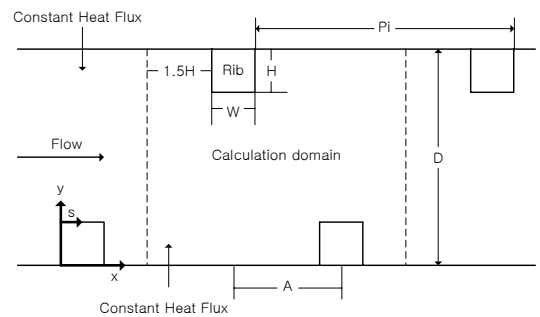 Constant Heat Flux
Pi
1.5H
Rib
H
W
Flow
Calculation domain
D
y
s
x
A
Constant Heat Flux